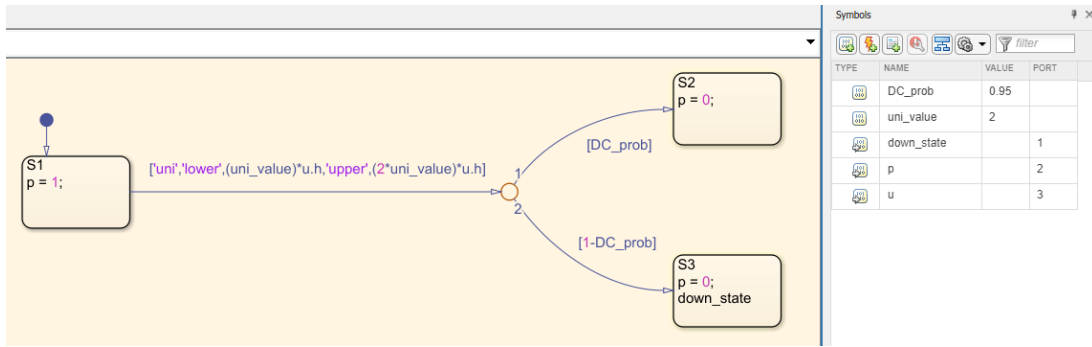 Symbols
filter
TYPE NAME VALUE PORT
DC_prob 0.95
uni_value 2
down_state 1
p 2
u 3
S1
p = 1;
['uni','lower',(uni_value)*u.h,'upper',(2*uni_value)*u.h]
1
2
[DC_prob]
[1-DC_prob]
S2
p = 0;
S3
p = 0;
down_state